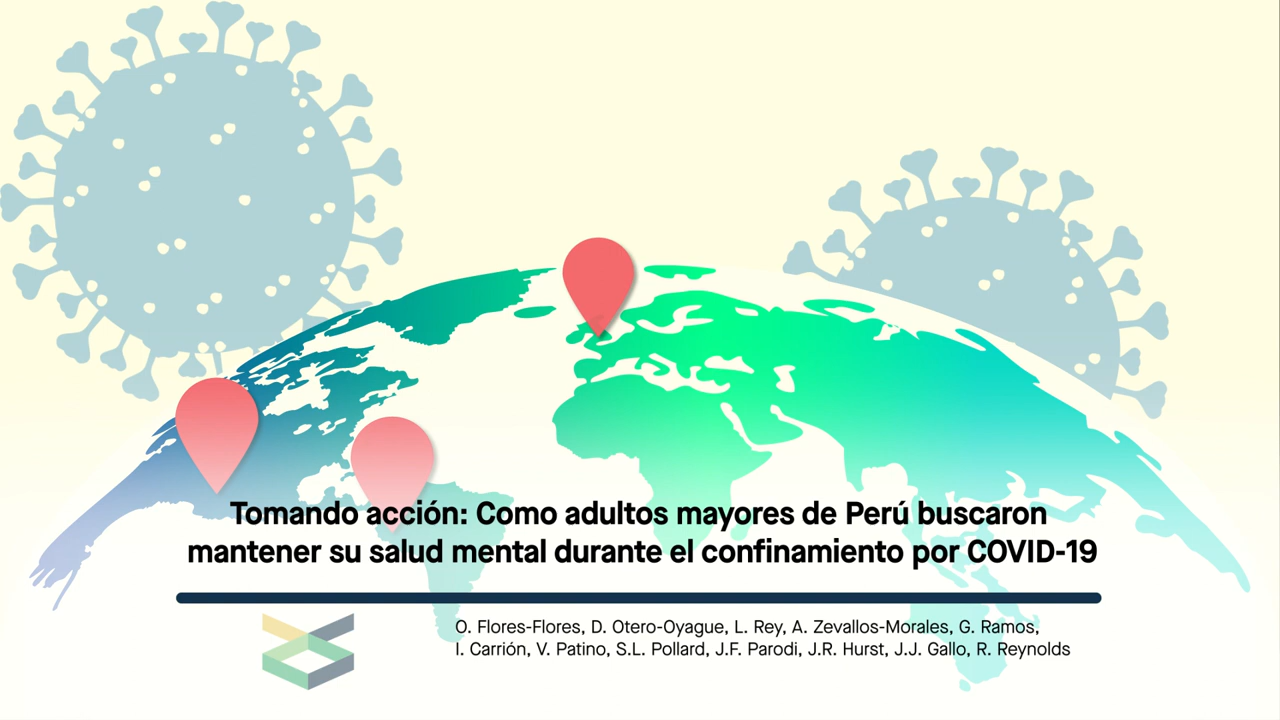 Tomando acción: Como adultos mayores de Perú buscaron
mantener su salud mental durante el confinamiento por COVID-19
O. Flores-Flores, D. Otero-Oyague, L. Rey, A. Zevallos-Morales, G. Ramos,
I. Carrión, V. Patino, S.L. Pollard, J.F. Parodi, J.R. Hurst, J.J. Gallo, R. Reynolds